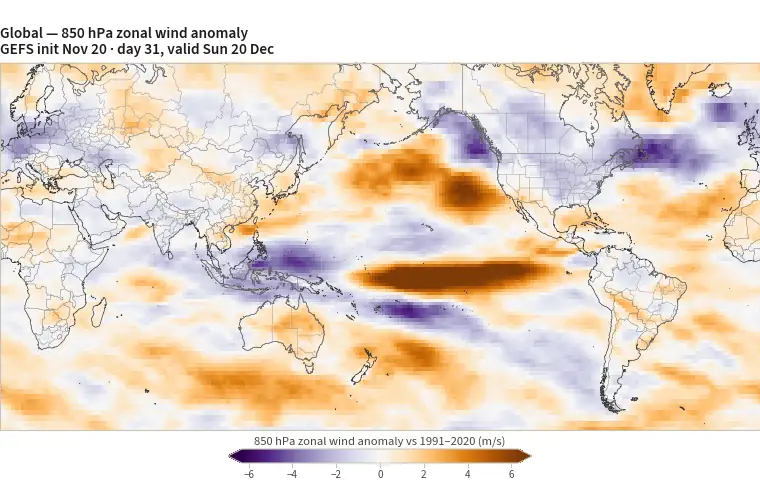 Global — 850 hPa zonal wind anomaly
GEFS init Nov 20 · day 31, valid Sun 20 Dec
850 hPa zonal wind anomaly vs 1991−2020 (m/s)
−6 −4 −2 0 2 4 6